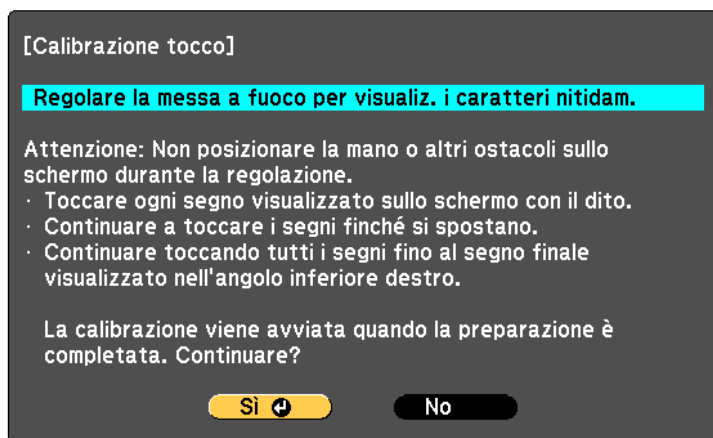 [Calibrazione tocco]
Regolare la messa a fuoco per visualiz. i caratteri nitidam.
Attenzione: Non posizionare la mano o altri ostacoli sullo
schermo durante la regolazione.
· Toccare ogni segno visualizzato sullo schermo con il dito.
· Continuare a toccare i segni finché si spostano.
· Continuare toccando tutti i segni fino al segno finale
visualizzato nell'angolo inferiore destro.
La calibrazione viene avviata quando la preparazione è
completata. Continuare?
Sì No